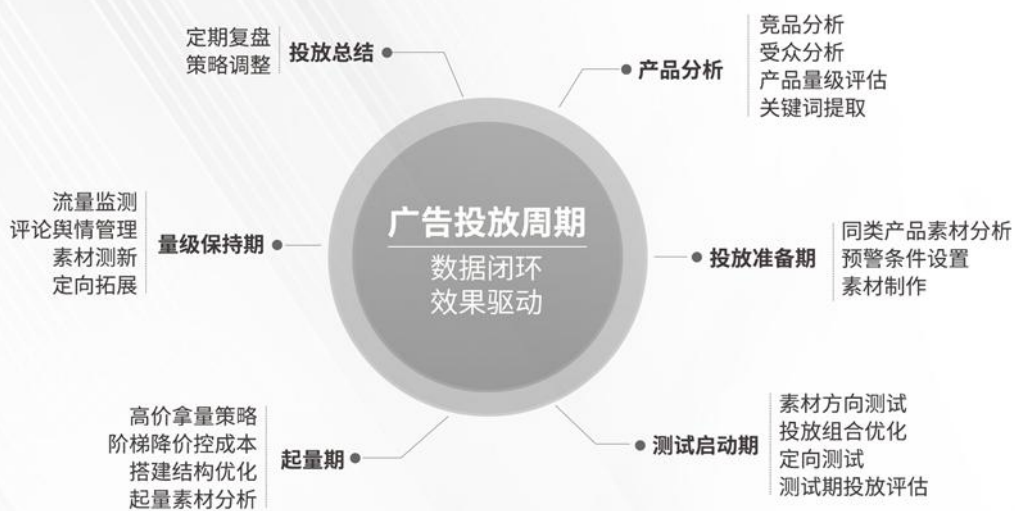 广告投放周期
数据闭环
效果驱动
产品分析
竞品分析
受众分析
产品量级评估
关键词提取
投放准备期
同类产品素材分析
预警条件设置
素材制作
测试启动期
素材方向测试
投放组合优化
定向测试
测试期投放评估
起量期
高价拿量策略
阶梯降价控成本
搭建结构优化
起量素材分析
量级保持期
流量监测
评论舆情管理
素材测新
定向拓展
投放总结
定期复盘
策略调整